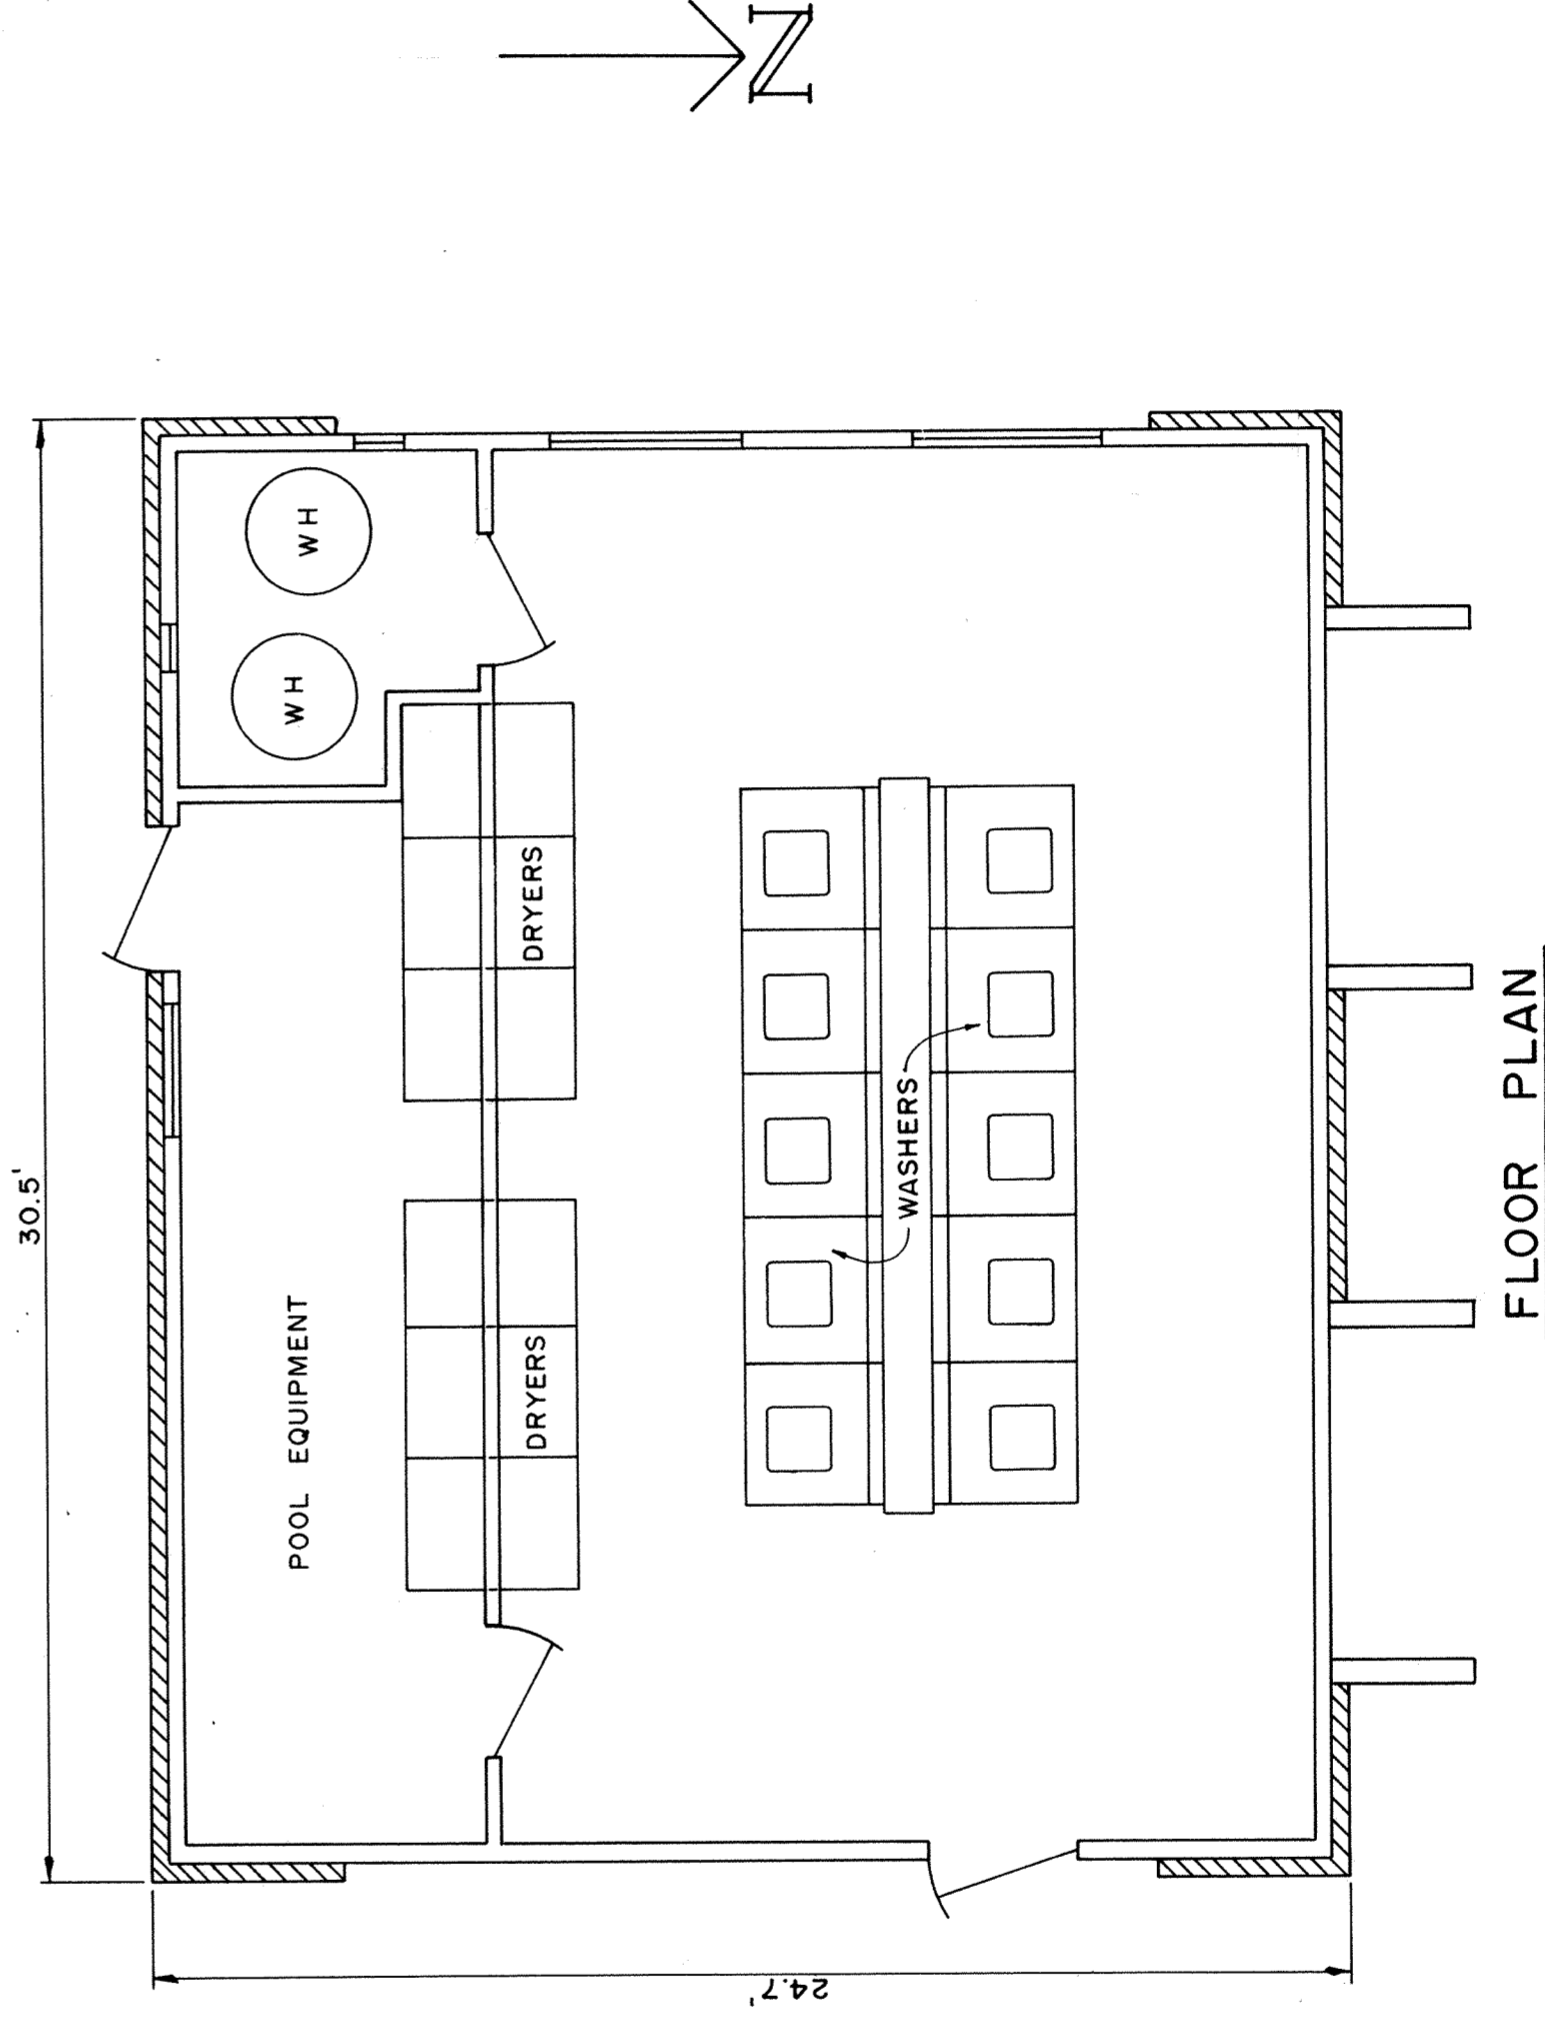 30.5'
POOL EQUIPMENT
WH
WH
DRYERS
DRYERS
WASHERS
24.7'
FLOOR PLAN
N